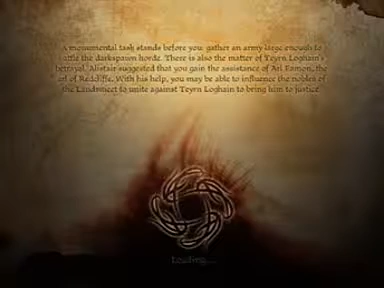 A monumental task stands before you: gather an army large enough to
battle the darkspawn horde. There is also the matter of Teyrn Loghain's
betrayal. Alistair suggested that you gain the assistance of Arl Eamon, the
arl of Redcliffe. With his help, you may be able to influence the nobles of
the Landsmeet to unite against Teyrn Loghain to bring him to justice
Loading...